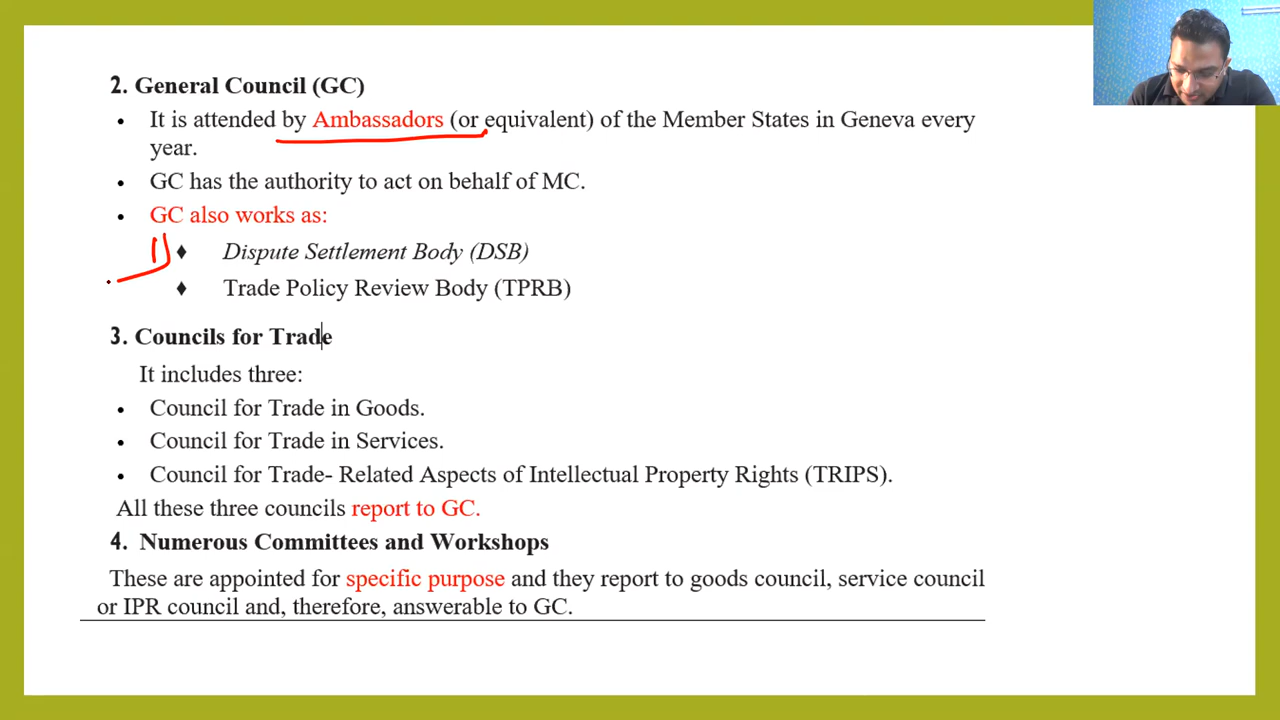 2. General Council (GC)
• It is attended by Ambassadors (or equivalent) of the Member States in Geneva every
year.
• GC has the authority to act on behalf of MC.
• GC also works as:
1) ♦ Dispute Settlement Body (DSB)
♦ Trade Policy Review Body (TPRB)
3. Councils for Trade
It includes three:
• Council for Trade in Goods.
• Council for Trade in Services.
• Council for Trade- Related Aspects of Intellectual Property Rights (TRIPS).
All these three councils report to GC.
4. Numerous Committees and Workshops
These are appointed for specific purpose and they report to goods council, service council
or IPR council and, therefore, answerable to GC.